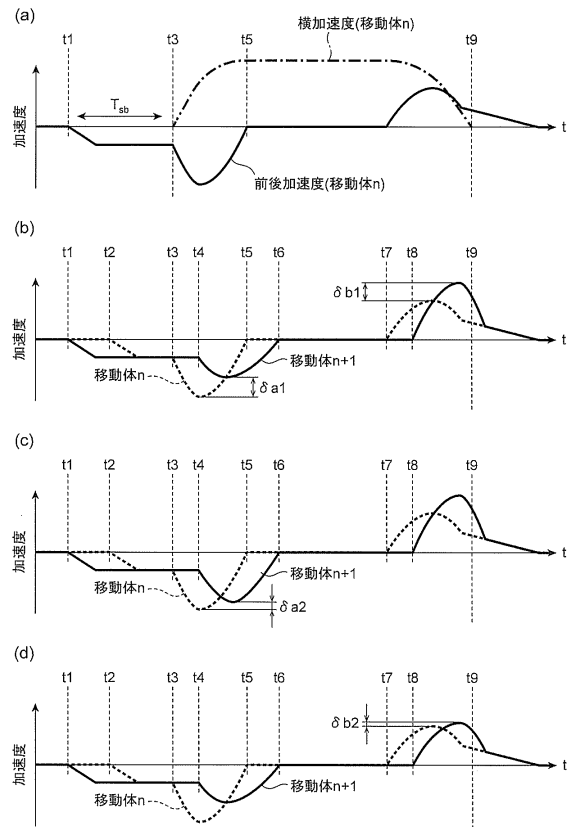 (a)
横加速度(移動体n)
t1 t3 t5 t9
Tsb
加速度
t
前後加速度(移動体n)
(b)
t1 t2 t3 t4 t5 t6 t7 t8 t9
δb1
加速度
t
移動体n
移動体n+1
δa1
(c)
t1 t2 t3 t4 t5 t6 t7 t8 t9
加速度
t
移動体n
移動体n+1
δa2
(d)
t1 t2 t3 t4 t5 t6 t7 t8 t9
δb2
加速度
t
移動体n
移動体n+1